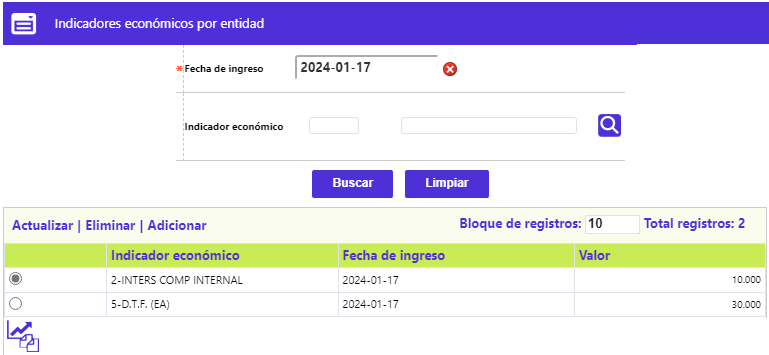 Indicadores económicos por entidad
*Fecha de ingreso 2024-01-17
Indicador económico
Buscar Limpiar
Actualizar | Eliminar | Adicionar Bloque de registros: 10 Total registros: 2
Indicador económico Fecha de ingreso Valor
2-INTERS COMP INTERNAL 2024-01-17 10.000
5-D.T.F. (EA) 2024-01-17 30.000